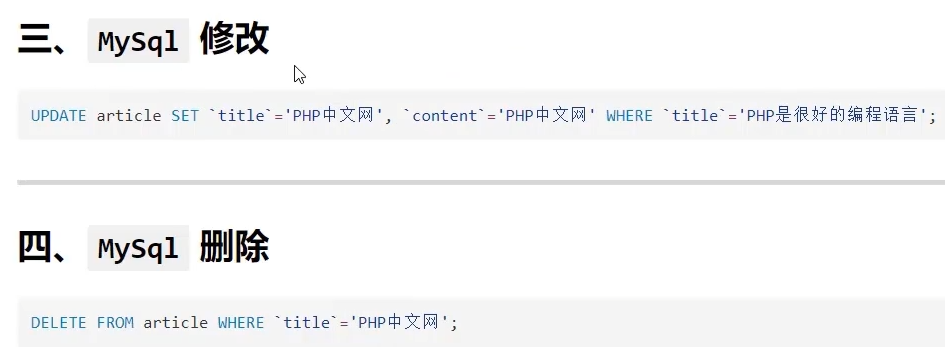 三、 MySql 修改
UPDATE article SET `title`='PHP中文网', `content`='PHP中文网' WHERE `title`='PHP是很好的编程语言';
四、 MySql 删除
DELETE FROM article WHERE `title`='PHP中文网';